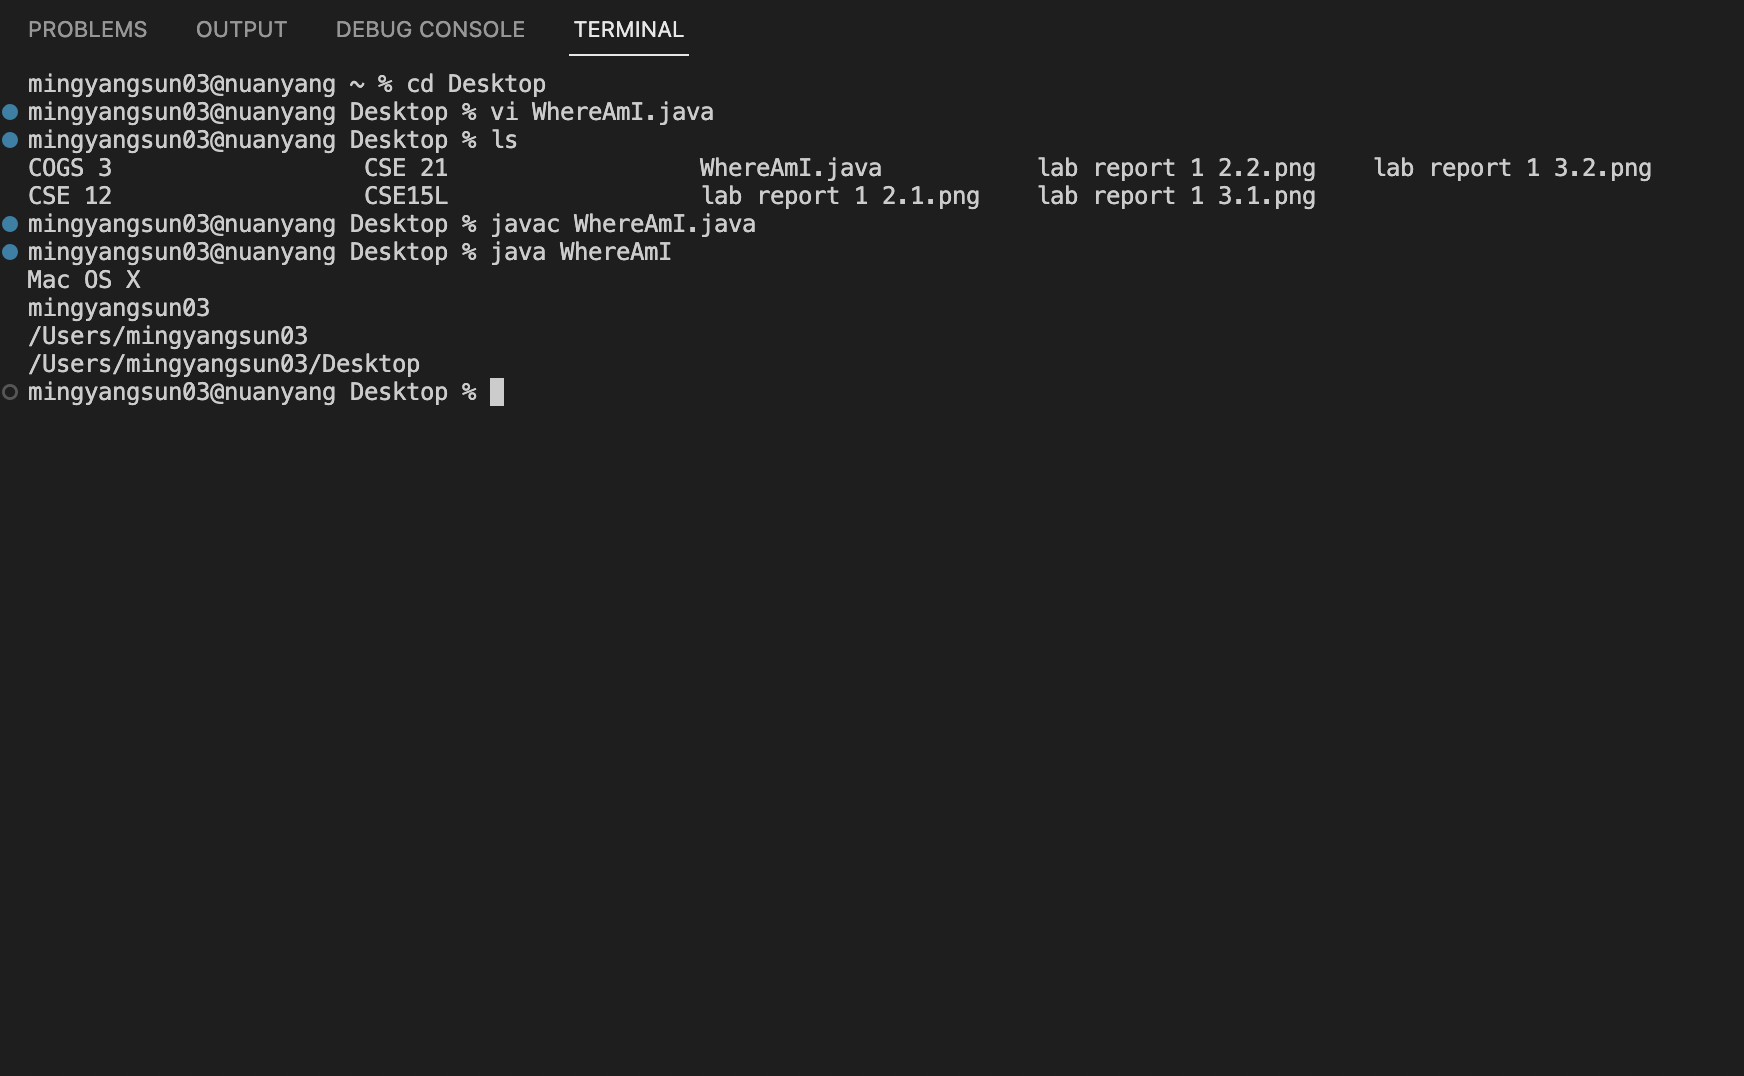 PROBLEMS OUTPUT DEBUG CONSOLE TERMINAL
mingyangsun03@nuanyang ~ % cd Desktop
mingyangsun03@nuanyang Desktop % vi WhereAmI.java
mingyangsun03@nuanyang Desktop % ls
COGS 3 CSE 21 WhereAmI.java lab report 1 2.2.png lab report 1 3.2.png
CSE 12 CSE15L lab report 1 2.1.png lab report 1 3.1.png
mingyangsun03@nuanyang Desktop % javac WhereAmI.java
mingyangsun03@nuanyang Desktop % java WhereAmI
Mac OS X
mingyangsun03
/Users/mingyangsun03
/Users/mingyangsun03/Desktop
mingyangsun03@nuanyang Desktop %